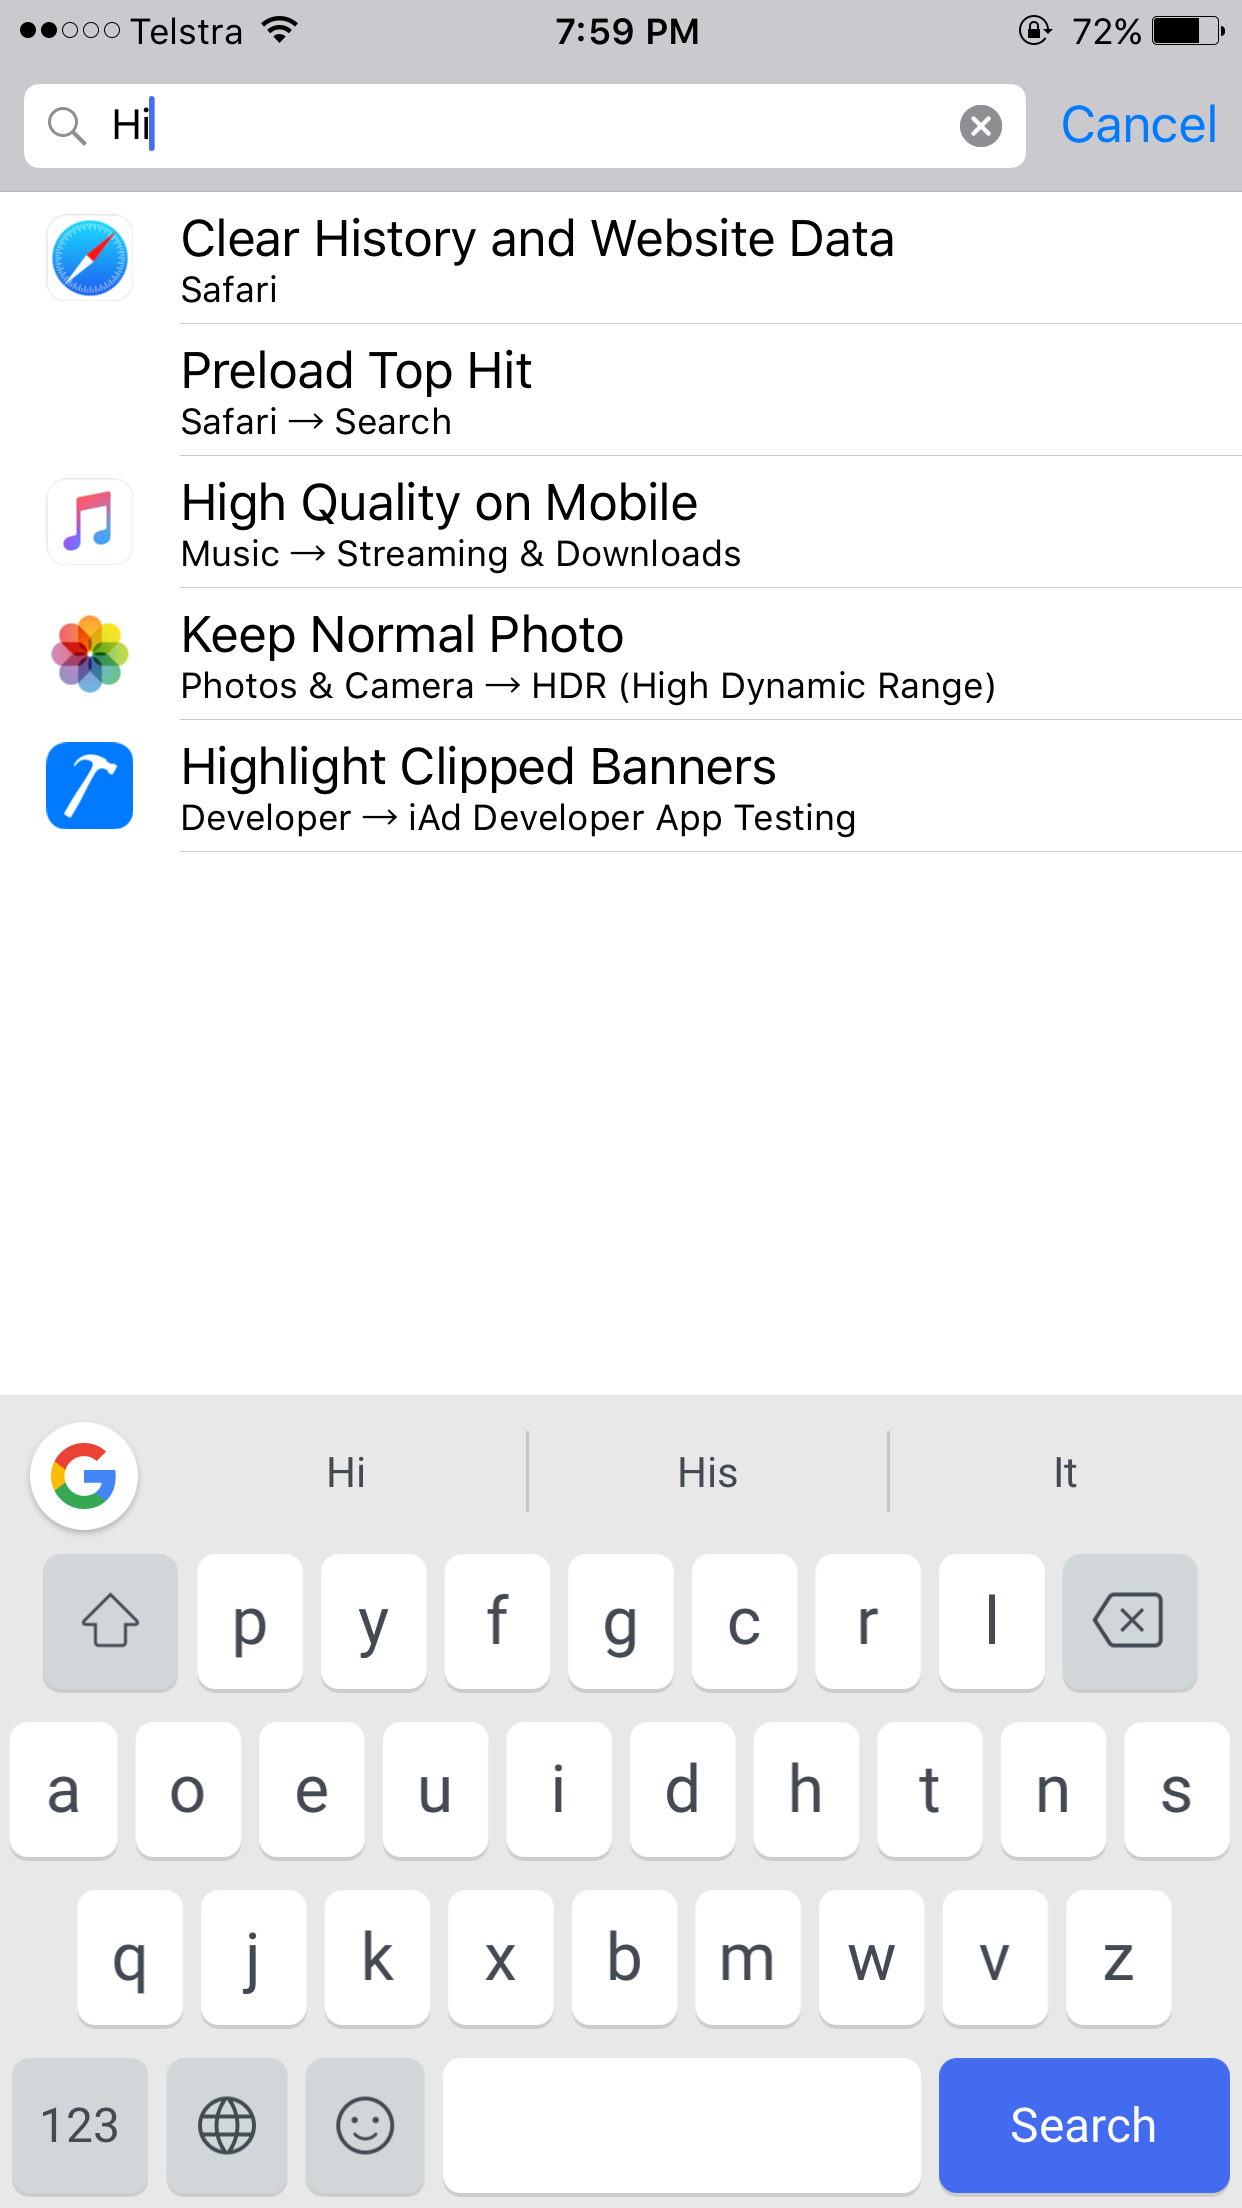 Telstra 7:59 PM 72%
Hi Cancel
Clear History and Website Data
Safari
Preload Top Hit
Safari → Search
High Quality on Mobile
Music → Streaming & Downloads
Keep Normal Photo
Photos & Camera → HDR (High Dynamic Range)
Highlight Clipped Banners
Developer → iAd Developer App Testing
G Hi His It
p y f g c r l
a o e u i d h t n s
q j k x b m w v z
123 Search